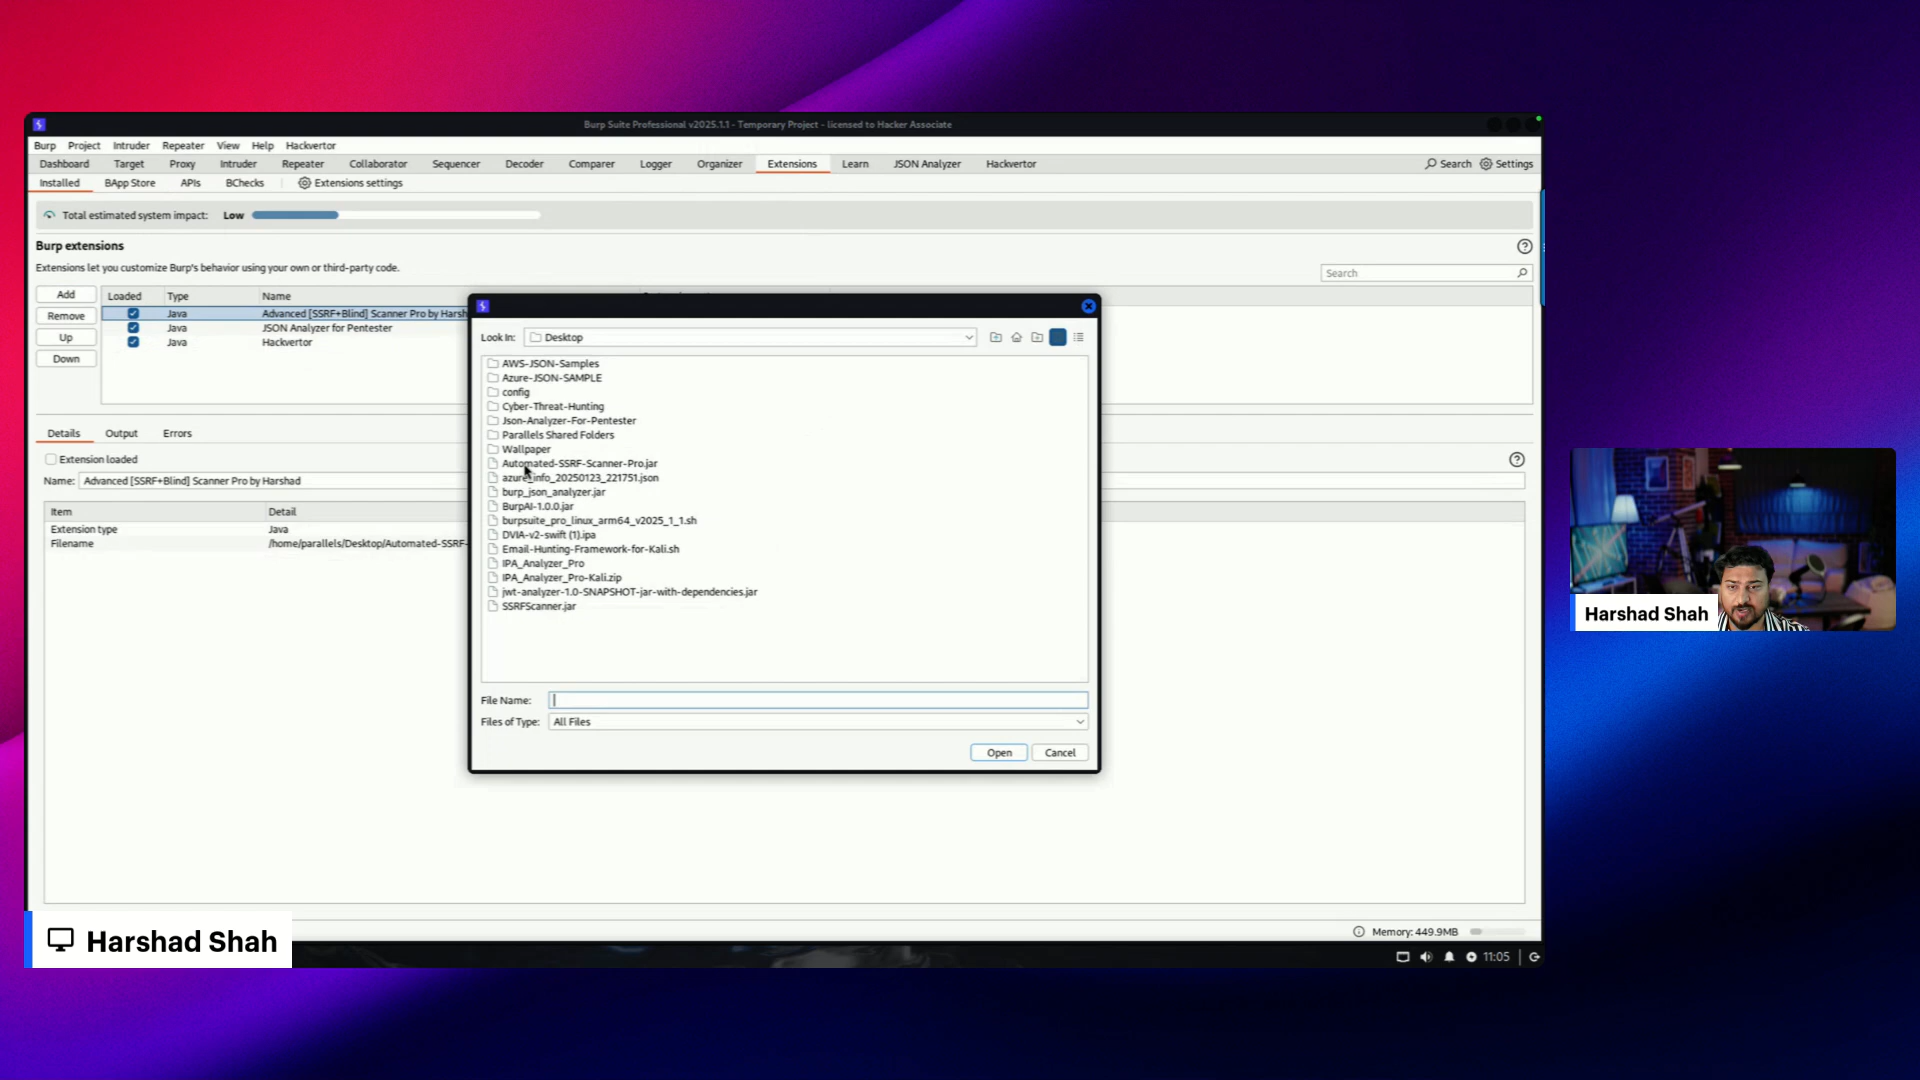 Burp Suite Professional v2025.1.1 - Temporary Project - licensed to Hacker Associate
Burp Project Intruder Repeater View Help Hackvertor
Dashboard Target Proxy Intruder Repeater Collaborator Sequencer Decoder Comparer Logger Organizer Extensions Learn JSON Analyzer Hackvertor Search Settings
Installed BApp Store APIs BChecks Extensions settings
Total estimated system impact: Low
Burp extensions
Extensions let you customize Burp's behavior using your own or third-party code.
Search
Add
Remove
Up
Down
Loaded Type Name
Java Advanced [SSRF+Blind] Scanner Pro by Harsh
Java JSON Analyzer for Pentester
Java Hackvertor
Details Output Errors
Extension loaded
Name: Advanced [SSRF+Blind] Scanner Pro by Harshad
Item Detail
Extension type Java
Filename /home/parallels/Desktop/Automated-SSRF-
Look In: Desktop
AWS-JSON-Samples
Azure-JSON-SAMPLE
config
Cyber-Threat-Hunting
Json-Analyzer-For-Pentester
Parallels Shared Folders
Wallpaper
Automated-SSRF-Scanner-Pro.jar
azure_info_20250123_221751.json
burp_json_analyzer.jar
BurpAI-1.0.0.jar
burpsuite_pro_linux_arm64_v2025_1_1.sh
DVIA-v2-swift (1).ipa
Email-Hunting-Framework-for-Kali.sh
IPA_Analyzer_Pro
IPA_Analyzer_Pro-Kali.zip
jwt-analyzer-1.0-SNAPSHOT-jar-with-dependencies.jar
SSRFScanner.jar
File Name:
Files of Type: All Files
Open Cancel
Memory: 449.9MB
11:05
Harshad Shah
Harshad Shah